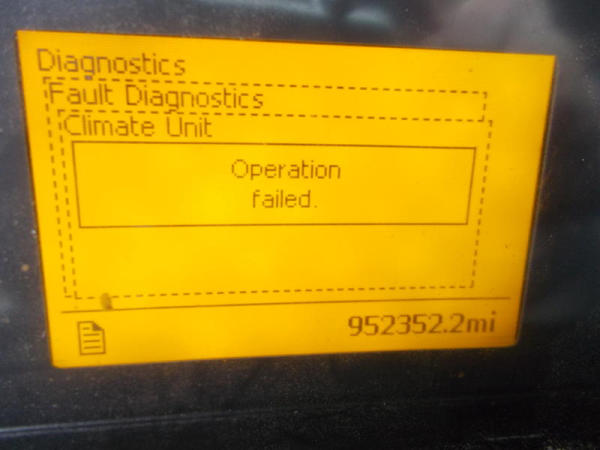 Diagnostics
Fault Diagnostics
Climate Unit
Operation
failed.
952352.2mi